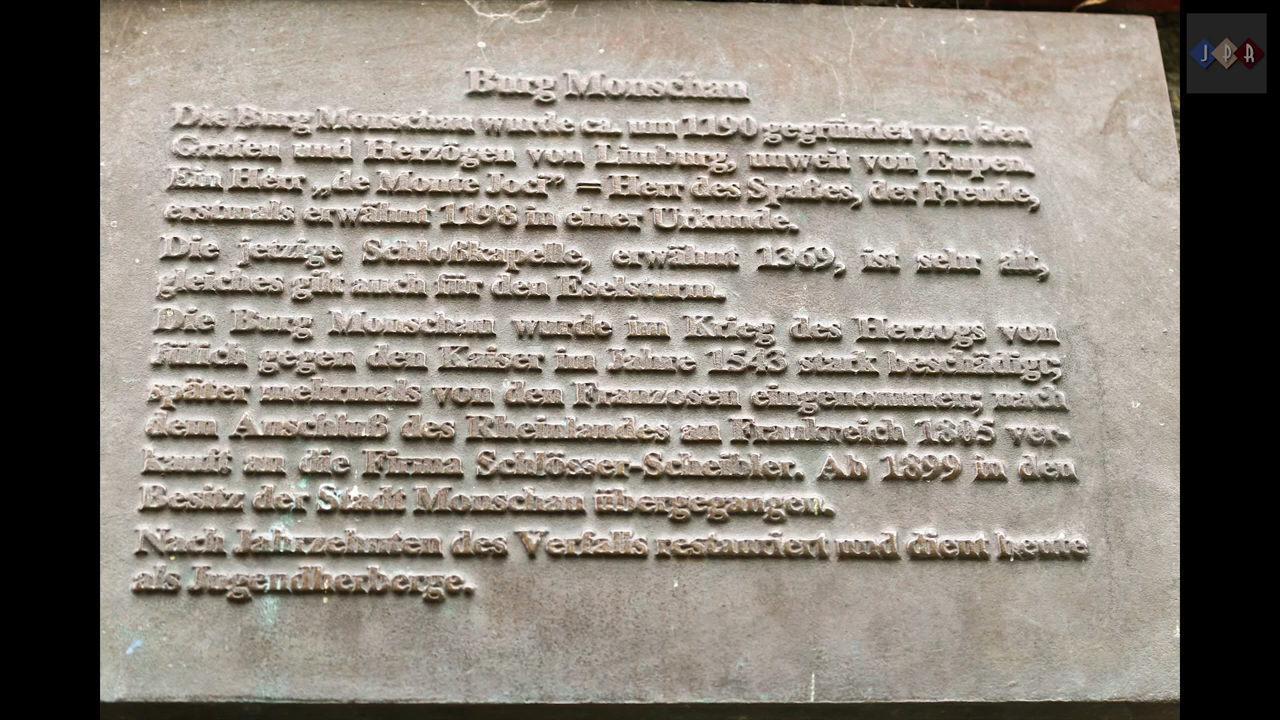 Burg Monschau
Die Burg Monschau wurde ca. um 1190 gegründet von den
Grafen und Herzögen von Limburg, unweit von Eupen.
Ein Herr „de Monte Joci” = Herr des Spaßes, der Freude,
erstmals erwähnt 1198 in einer Urkunde.
Die jetzige Schloßkapelle, erwähnt 1369, ist sehr alt,
gleiches gilt auch für den Eselsturm.
Die Burg Monschau wurde im Krieg des Herzogs von
Jülich gegen den Kaiser im Jahre 1543 stark beschädigt;
später mehrmals von den Franzosen eingenommen; nach
dem Anschluß des Rheinlandes an Frankreich 1805 ver-
kauft an die Firma Schlösser-Scheibler. Ab 1899 in den
Besitz der Stadt Monschau übergegangen.
Nach Jahrzehnten des Verfalls restauriert und dient heute
als Jugendherberge.
JPR